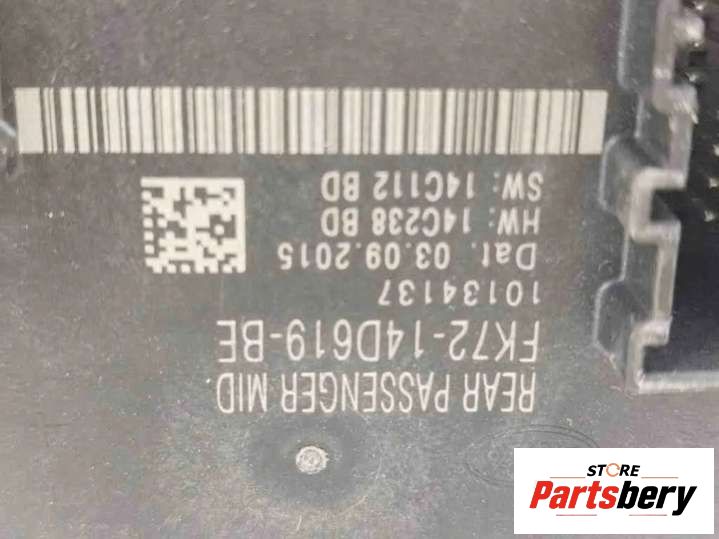 REAR PASSENGER MID
FK72-14D619-BE
10134137
Dat. 03.09.2015
HW: 14C238 BD
SW: 14C112 BD
STORE
Partsbery